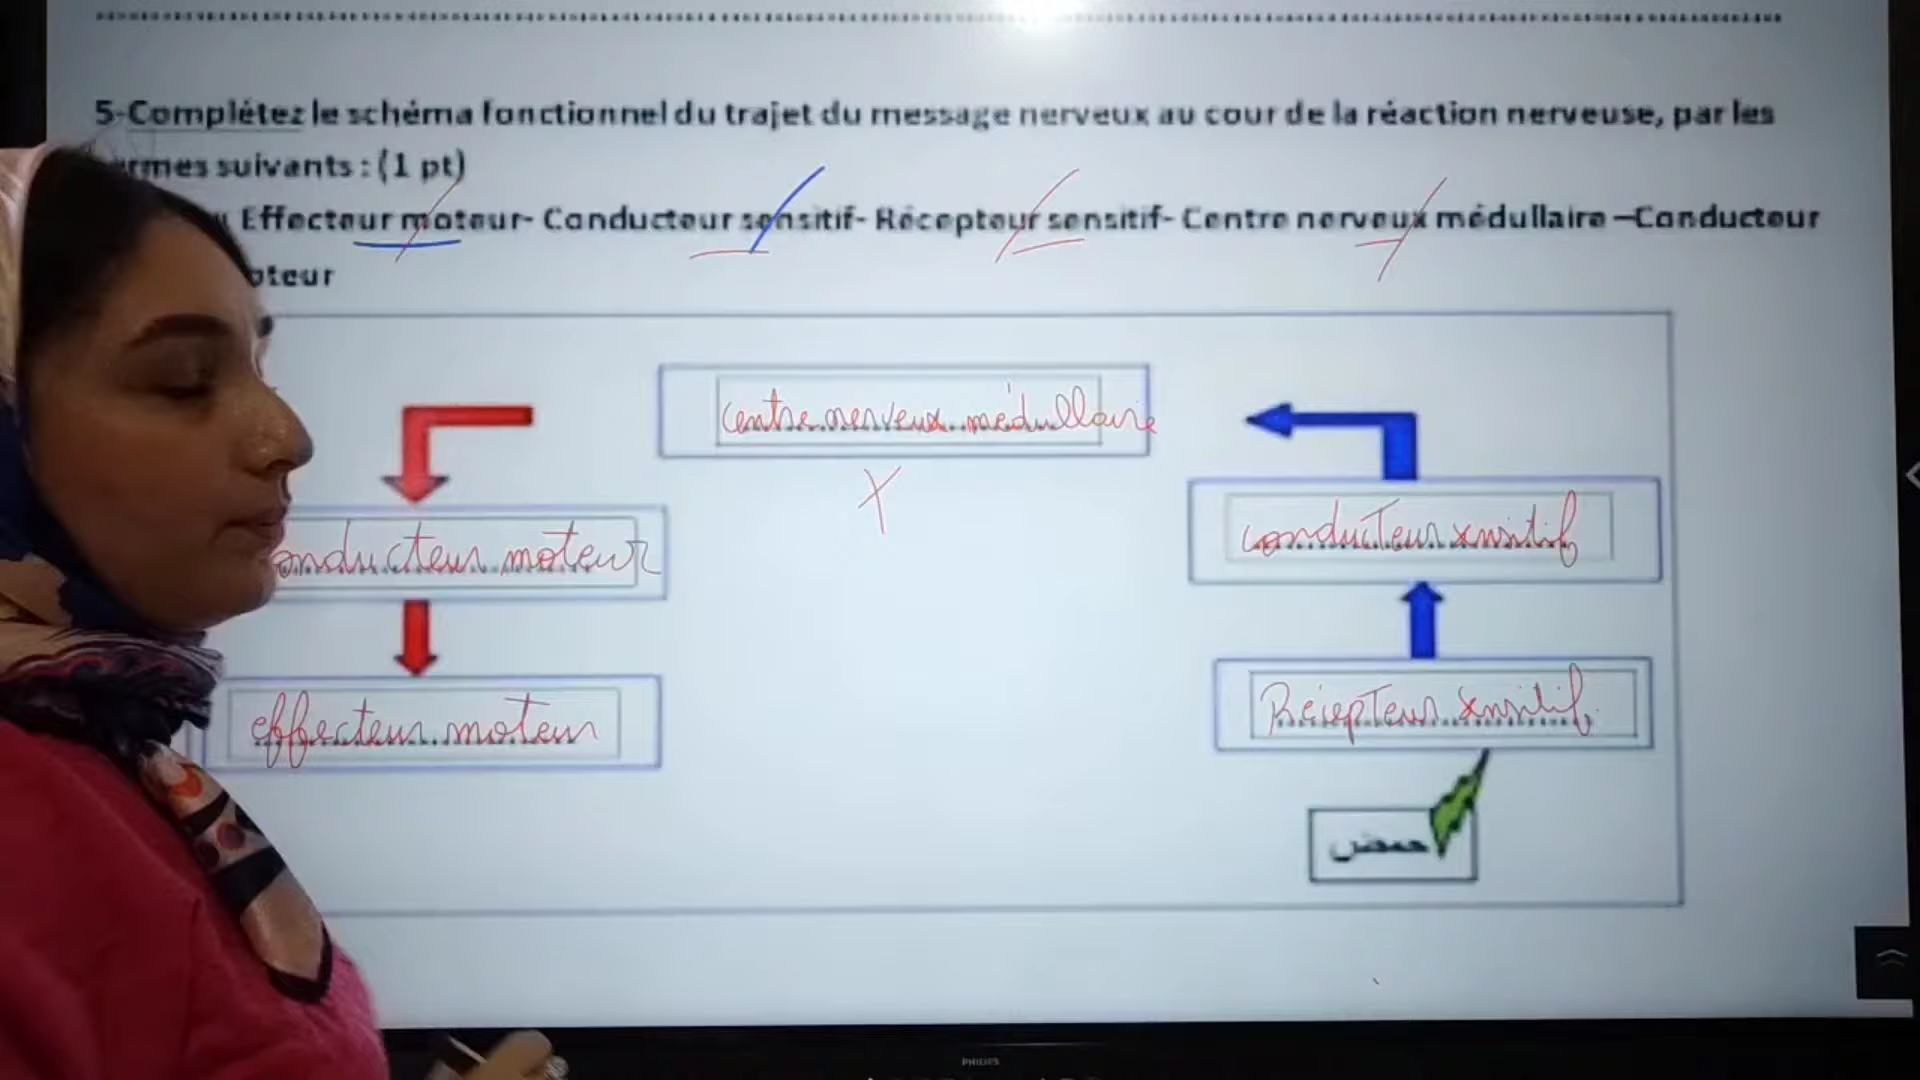 5-Complétez le schéma fonctionnel du trajet du message nerveux au cour de la réaction nerveuse, par les
rmes suivants : (1 pt)
Effecteur moteur- Conducteur sensitif- Récepteur sensitif- Centre nerveux médullaire –Conducteur
oteur
Centre nerveux médullaire
onducteur moteur
conducteur sensitif
effecteur moteur
Récepteur sensitif
حمض
PHILIPS